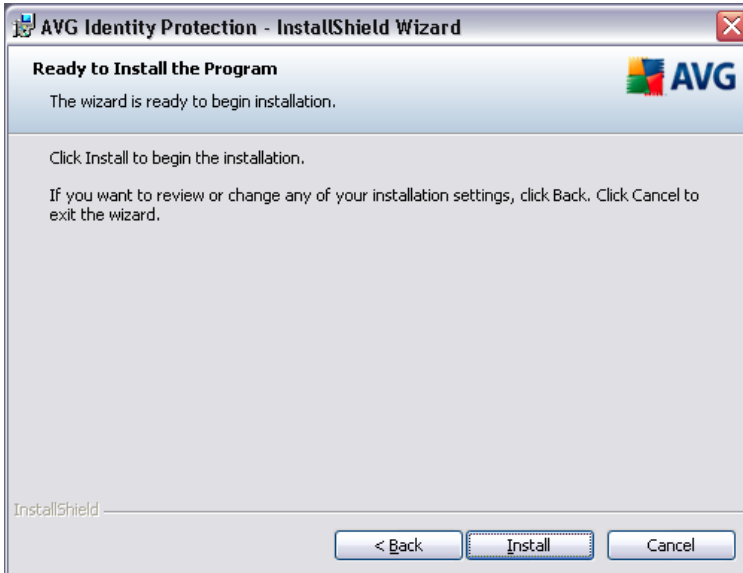 AVG Identity Protection - InstallShield Wizard
Ready to Install the Program
The wizard is ready to begin installation.
AVG
Click Install to begin the installation.
If you want to review or change any of your installation settings, click Back. Click Cancel to
exit the wizard.
InstallShield
< Back
Install
Cancel